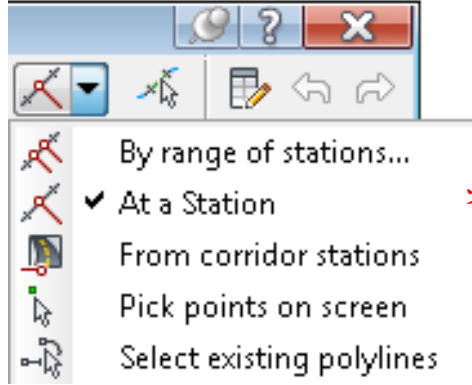 By range of stations...
At a Station
From corridor stations
Pick points on screen
Select existing polylines